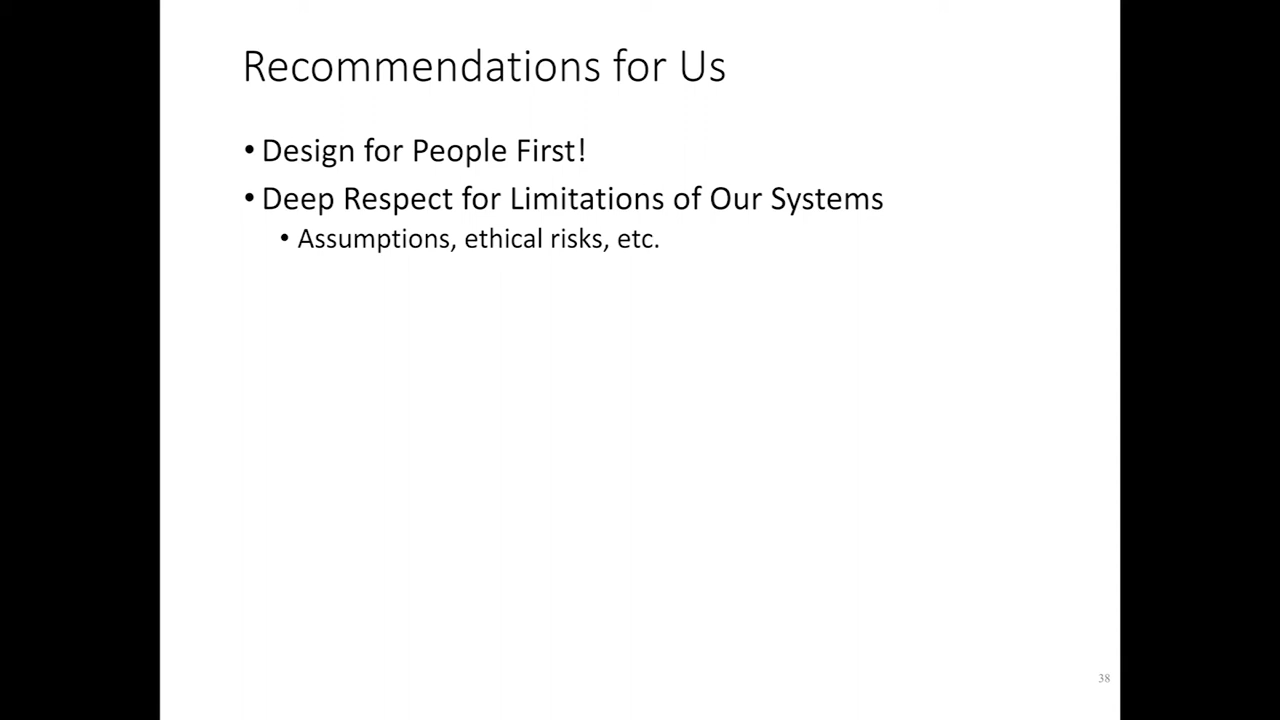 Recommendations for Us
• Design for People First!
• Deep Respect for Limitations of Our Systems
• Assumptions, ethical risks, etc.
38